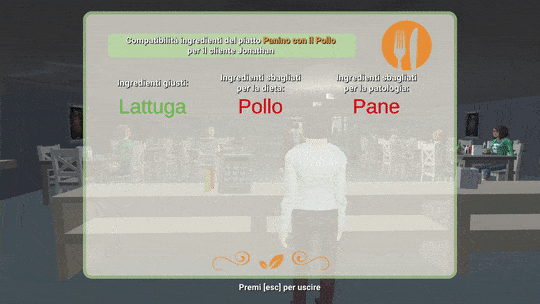 Compatibilità ingredienti del piatto Panino con il Pollo
per il cliente Jonathan
Ingredienti giusti:
Lattuga
Ingredienti sbagliati
per la dieta:
Pollo
Ingredienti sbagliati
per la patologia:
Pane
Premi [esc] per uscire